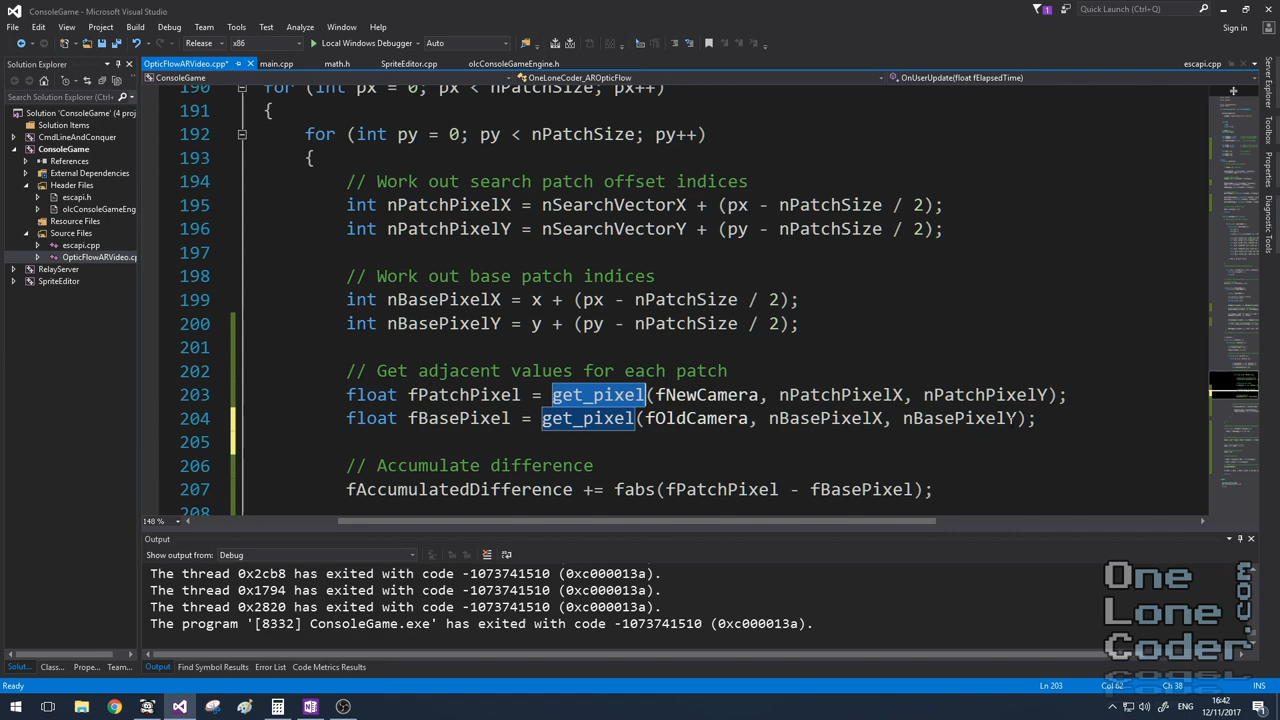 ConsoleGame - Microsoft Visual Studio
1
Quick Launch (Ctrl+Q)
File Edit View Project Build Debug Team Tools Test Analyze Window Help
Sign in
Release x86 Local Windows Debugger Auto
Solution Explorer
OpticFlowARVideo.cpp* main.cpp math.h SpriteEditor.cpp olcConsoleGameEngine.h escapi.cpp
ConsoleGame OneLoneCoder_AROpticFlow OnUserUpdate(float fElapsedTime)
Search Solution Explorer (Ctrl+;)
Solution 'ConsoleGame' (4 proj
Solution Items
CmdLineAndConquer
ConsoleGame
References
External Dependencies
Header Files
escapi.h
olcConsoleGameEng
Resource Files
Source Files
escapi.cpp
OpticFlowARVideo.cp
RelayServer
SpriteEditor
190 for (int px = 0; px < nPatchSize; px++)
191 {
192 for (int py = 0; py < nPatchSize; py++)
193 {
194 // Work out search patch offset indices
195 int nPatchPixelX = nSearchVectorX + (px - nPatchSize / 2);
196 int nPatchPixelY = nSearchVectorY + (py - nPatchSize / 2);
197
198 // Work out base patch indices
199 int nBasePixelX = x + (px - nPatchSize / 2);
200 int nBasePixelY = y + (py - nPatchSize / 2);
201
202 // Get adjacent values for each patch
203 float fPatchPixel = get_pixel(fNewCamera, nPatchPixelX, nPatchPixelY);
204 float fBasePixel = get_pixel(fOldCamera, nBasePixelX, nBasePixelY);
205
206 // Accumulate difference
207 fAccumulatedDifference += fabs(fPatchPixel - fBasePixel);
208
148 %
Output
Show output from: Debug
The thread 0x2cb8 has exited with code -1073741510 (0xc000013a).
The thread 0x1794 has exited with code -1073741510 (0xc000013a).
The thread 0x2820 has exited with code -1073741510 (0xc000013a).
The program '[8332] ConsoleGame.exe' has exited with code -1073741510 (0xc000013a).
Solut... Class... Prope... Team...
Output Find Symbol Results Error List Code Metrics Results
Server Explorer
Toolbox
Properties
Data Sources
Diagnostic Tools
One
Lone
Coder
.com
Ready Ln 203 Col 62 Ch 38 INS
ENG
16:42
12/11/2017